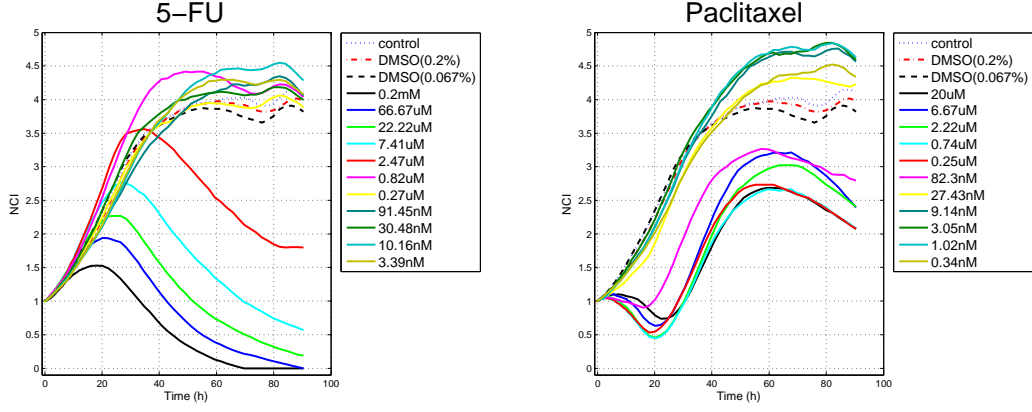 5−FU
5
4.5
4
3.5
3
2.5
2
1.5
1
0.5
0
NCI
0
20
40
60
80
100
Time (h)
control
DMSO(0.2%)
DMSO(0.067%)
0.2mM
66.67uM
22.22uM
7.41uM
2.47uM
0.82uM
0.27uM
91.45nM
30.48nM
10.16nM
3.39nM
Paclitaxel
5
4.5
4
3.5
3
2.5
2
1.5
1
0.5
0
NCI
0
20
40
60
80
100
Time (h)
control
DMSO(0.2%)
DMSO(0.067%)
20uM
6.67uM
2.22uM
0.74uM
0.25uM
82.3nM
27.43nM
9.14nM
3.05nM
1.02nM
0.34nM